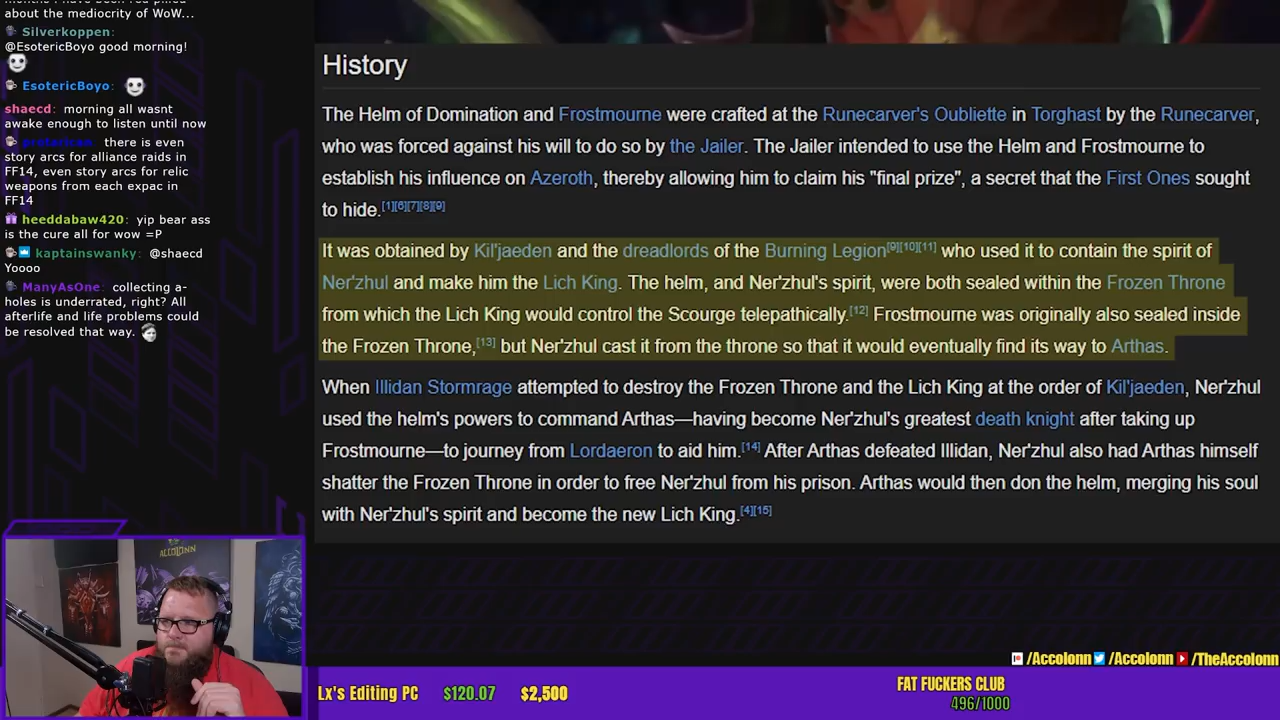 months I have been red pilled
about the mediocrity of WoW...
Silverkoppen:
@EsotericBoyo good morning!
EsotericBoyo:
shaecd: morning all wasnt
awake enough to listen until now
there is even
story arcs for alliance raids in
FF14, even story arcs for relic
weapons from each expac in
FF14
heeddabaw420: yip bear ass
is the cure all for wow =P
kaptainswanky: @shaecd
Yoooo
ManyAsOne: collecting a-
holes is underrated, right? All
afterlife and life problems could
be resolved that way.
History
The Helm of Domination and Frostmourne were crafted at the Runecarver's Oubliette in Torghast by the Runecarver,
who was forced against his will to do so by the Jailer. The Jailer intended to use the Helm and Frostmourne to
establish his influence on Azeroth, thereby allowing him to claim his "final prize", a secret that the First Ones sought
to hide.[1][6][7][8][9]
It was obtained by Kil'jaeden and the dreadlords of the Burning Legion[9][10][11] who used it to contain the spirit of
Ner'zhul and make him the Lich King. The helm, and Ner'zhul's spirit, were both sealed within the Frozen Throne
from which the Lich King would control the Scourge telepathically.[12] Frostmourne was originally also sealed inside
the Frozen Throne,[13] but Ner'zhul cast it from the throne so that it would eventually find its way to Arthas.
When Illidan Stormrage attempted to destroy the Frozen Throne and the Lich King at the order of Kil'jaeden, Ner'zhul
used the helm's powers to command Arthas—having become Ner'zhul's greatest death knight after taking up
Frostmourne—to journey from Lordaeron to aid him.[14] After Arthas defeated Illidan, Ner'zhul also had Arthas himself
shatter the Frozen Throne in order to free Ner'zhul from his prison. Arthas would then don the helm, merging his soul
with Ner'zhul's spirit and become the new Lich King.[4][15]
ACCOLONN
/Accolonn /Accolonn /TheAccolonn
Lx's Editing PC $120.07 $2,500
FAT FUCKERS CLUB
496/1000